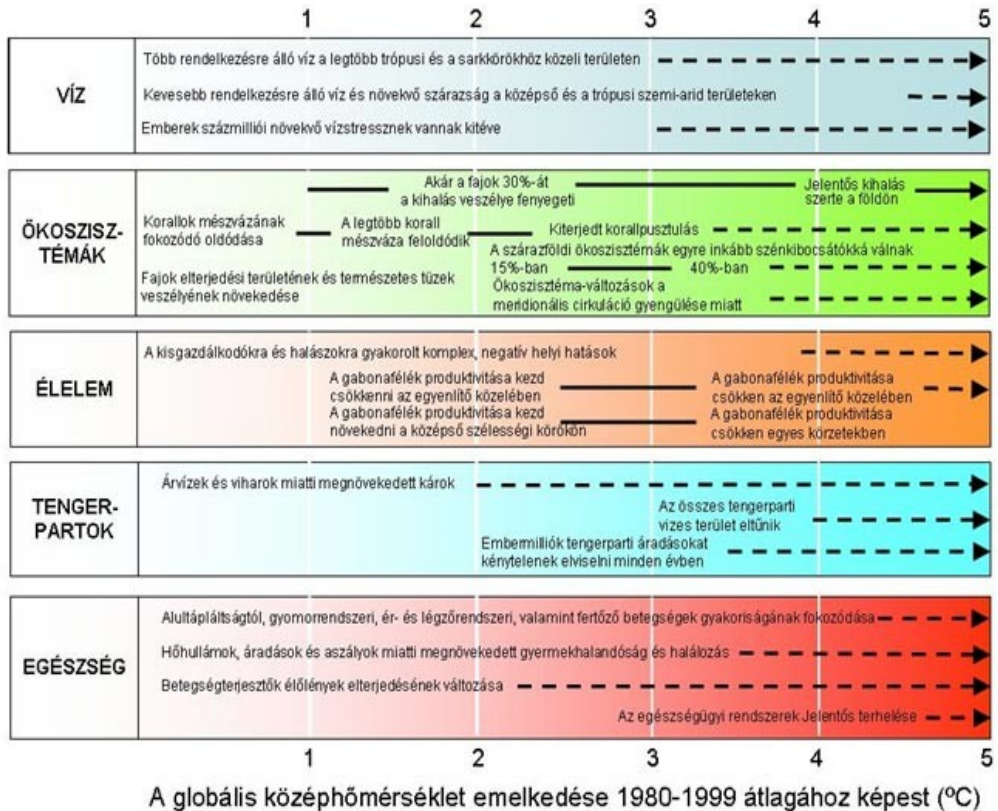 1 2 3 4 5
VÍZ
Több rendelkezésre álló víz a legtöbb trópusi és a sarkkörökhöz közeli területen
Kevesebb rendelkezésre álló víz és növekvő szárazság a középső és a trópusi szemi-arid területeken
Emberek százmilliói növekvő vízstressznek vannak kitéve
ÖKOSZISZ-
TÉMÁK
Akár a fajok 30%-át
a kihalás veszélye fenyegeti
Jelentős kihalás
szerte a földön
Korallok mészvázának
fokozódó oldódása
A legtöbb korall
mészváza feloldódik
Kiterjedt korallpusztulás
A szárazföldi ökoszisztémák egyre inkább szénkibocsátókká válnak
15%-ban 40%-ban
Fajok elterjedési területének és természetes tüzek
veszélyének növekedése
Ökoszisztéma-változások a
meridionális cirkuláció gyengülése miatt
ÉLELEM
A kisgazdálkodókra és halászokra gyakorolt komplex, negatív helyi hatások
A gabonafélék produktivitása kezd
csökkenni az egyenlítő közelében
A gabonafélék produktivitása
csökken az egyenlítő közelében
A gabonafélék produktivitása kezd
növekedni a középső szélességi körökön
A gabonafélék produktivitása
csökken egyes körzetekben
TENGER-
PARTOK
Árvizek és viharok miatti megnövekedett károk
Az összes tengerparti
vizes terület eltűnik
Embermilliók tengerparti áradásokat
kénytelenek elviselni minden évben
EGÉSZSÉG
Alultápláltságtól, gyomorrendszeri, ér- és légzőrendszeri, valamint fertőző betegségek gyakoriságának fokozódása
Hőhullámok, áradások és aszályok miatti megnövekedett gyermekhalandóság és halálozás
Betegségterjesztők élőlények elterjedésének változása
Az egészségügyi rendszerek Jelentős terhelése
1 2 3 4 5
A globális középhőmérséklet emelkedése 1980-1999 átlagához képest (ºC)